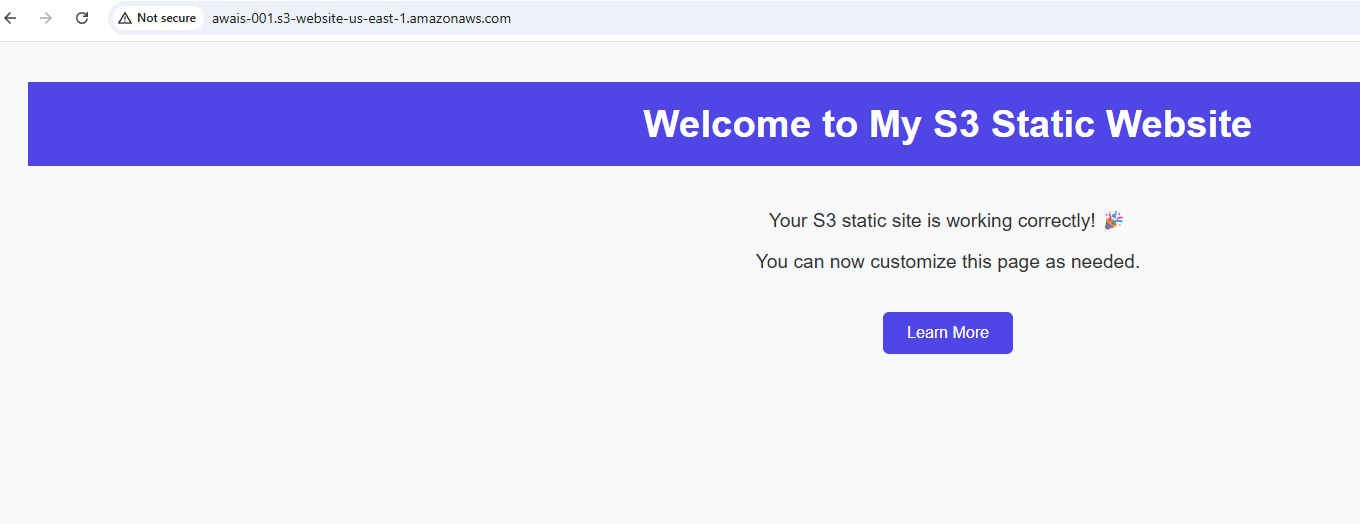 Not secure awais-001.s3-website-us-east-1.amazonaws.com
Welcome to My S3 Static Website
Your S3 static site is working correctly! 🎉
You can now customize this page as needed.
Learn More